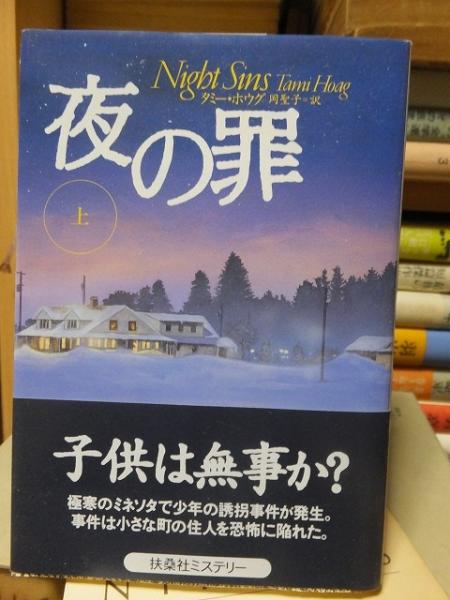 Night Sins Tami Hoag
タミー・ホウグ 岡聖子=訳
夜の罪
上
子供は無事か?
極寒のミネソタで少年の誘拐事件が発生。
事件は小さな町の住人を恐怖に陥れた。
扶桑社ミステリー